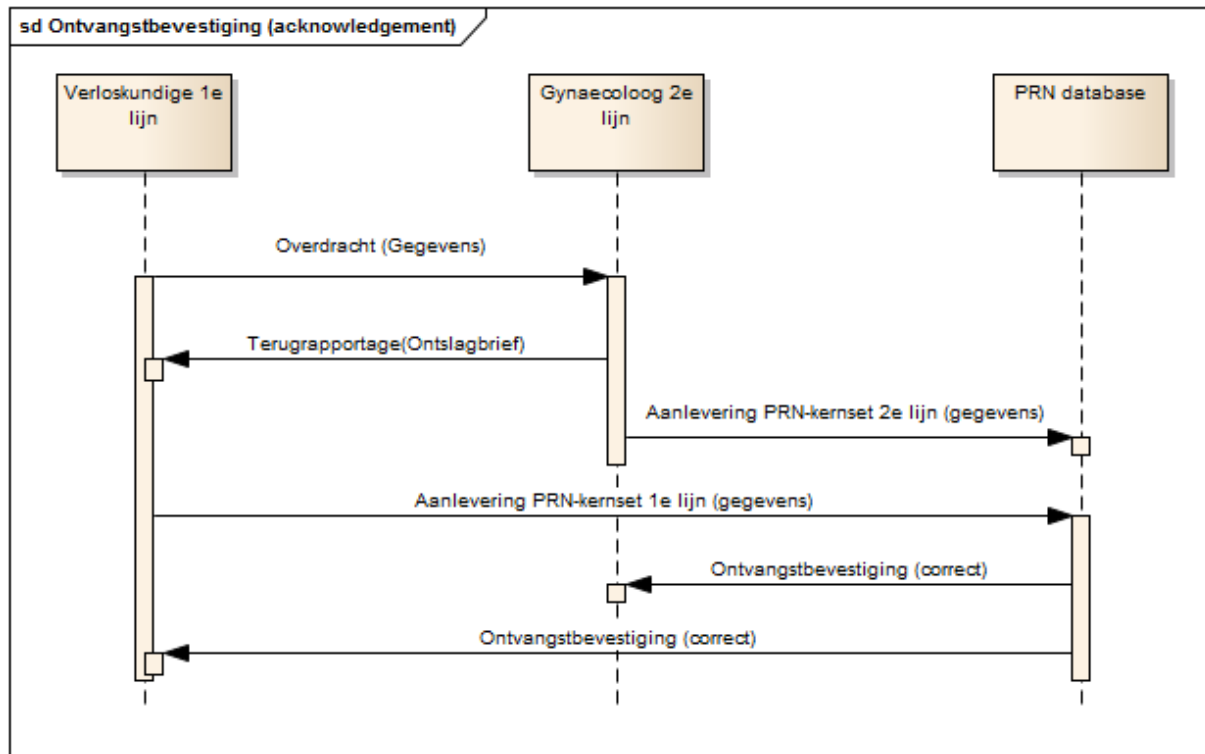 sd Ontvangstbevestiging (acknowledgement)
Verloskundige 1e
lijn
Gynaecoloog 2e
lijn
PRN database
Overdracht (Gegevens)
Terugrapportage(Ontslagbrief)
Aanlevering PRN-kernset 2e lijn (gegevens)
Aanlevering PRN-kernset 1e lijn (gegevens)
Ontvangstbevestiging (correct)
Ontvangstbevestiging (correct)